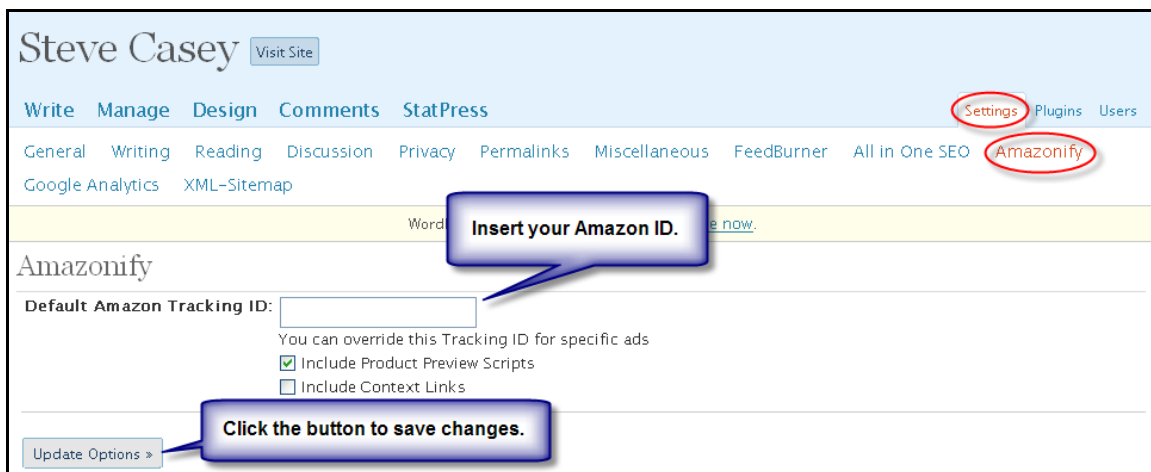 Steve Casey Visit Site
Write Manage Design Comments StatPress Settings Plugins Users
General Writing Reading Discussion Privacy Permalinks Miscellaneous FeedBurner All in One SEO Amazonify
Google Analytics XML-Sitemap
now.
Insert your Amazon ID.
Amazonify
Default Amazon Tracking ID:
You can override this Tracking ID for specific ads
Include Product Preview Scripts
Include Context Links
Click the button to save changes.
Update Options »